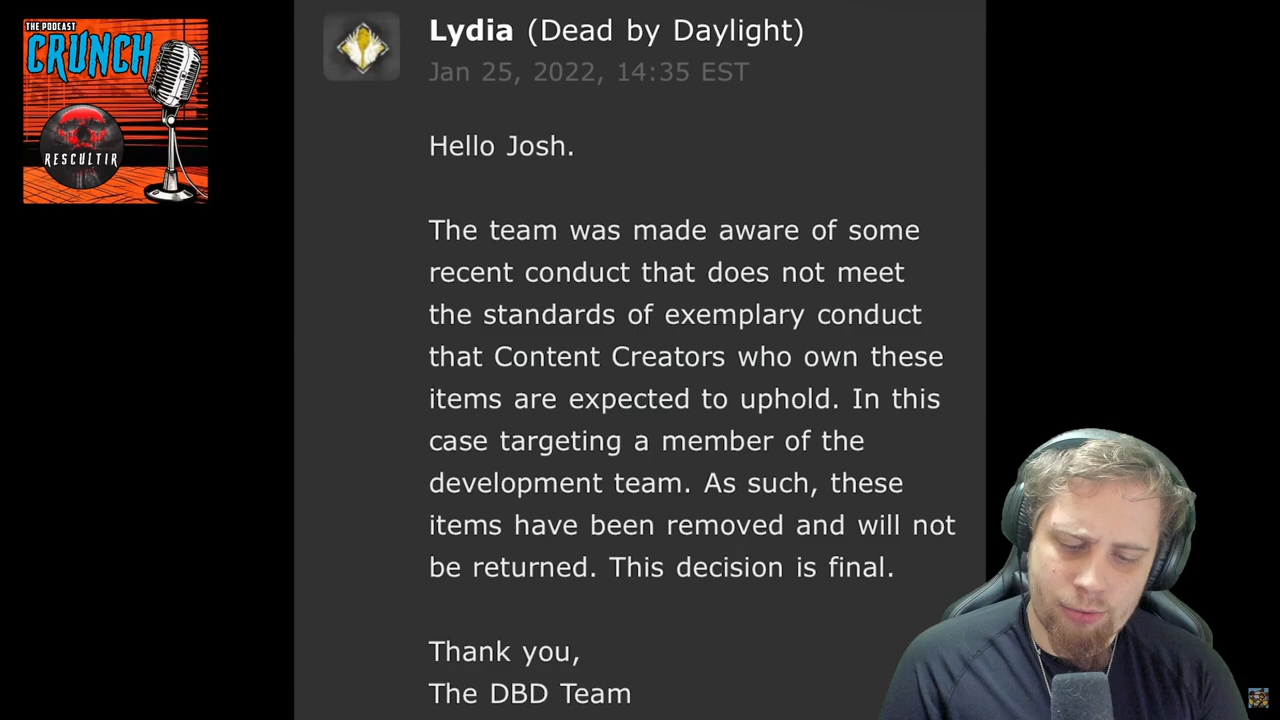 THE PODCAST
CRUNCH
RESCULTIR
Lydia (Dead by Daylight)
Jan 25, 2022, 14:35 EST
Hello Josh.
The team was made aware of some
recent conduct that does not meet
the standards of exemplary conduct
that Content Creators who own these
items are expected to uphold. In this
case targeting a member of the
development team. As such, these
items have been removed and will not
be returned. This decision is final.
Thank you,
The DBD Team